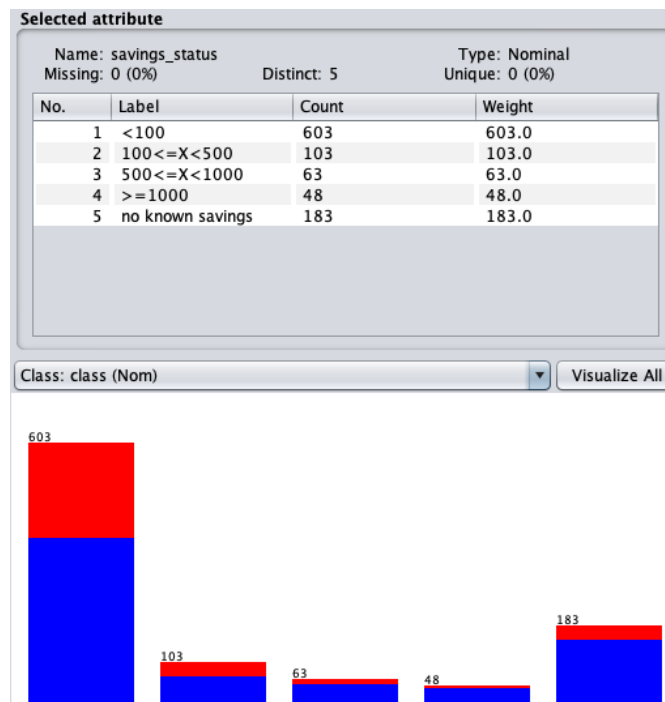 Selected attribute
Name: savings_status Type: Nominal
Missing: 0 (0%) Distinct: 5 Unique: 0 (0%)
No. Label Count Weight
1 <100 603 603.0
2 100<=X<500 103 103.0
3 500<=X<1000 63 63.0
4 >=1000 48 48.0
5 no known savings 183 183.0
Class: class (Nom) Visualize All
603
103
63
48
183